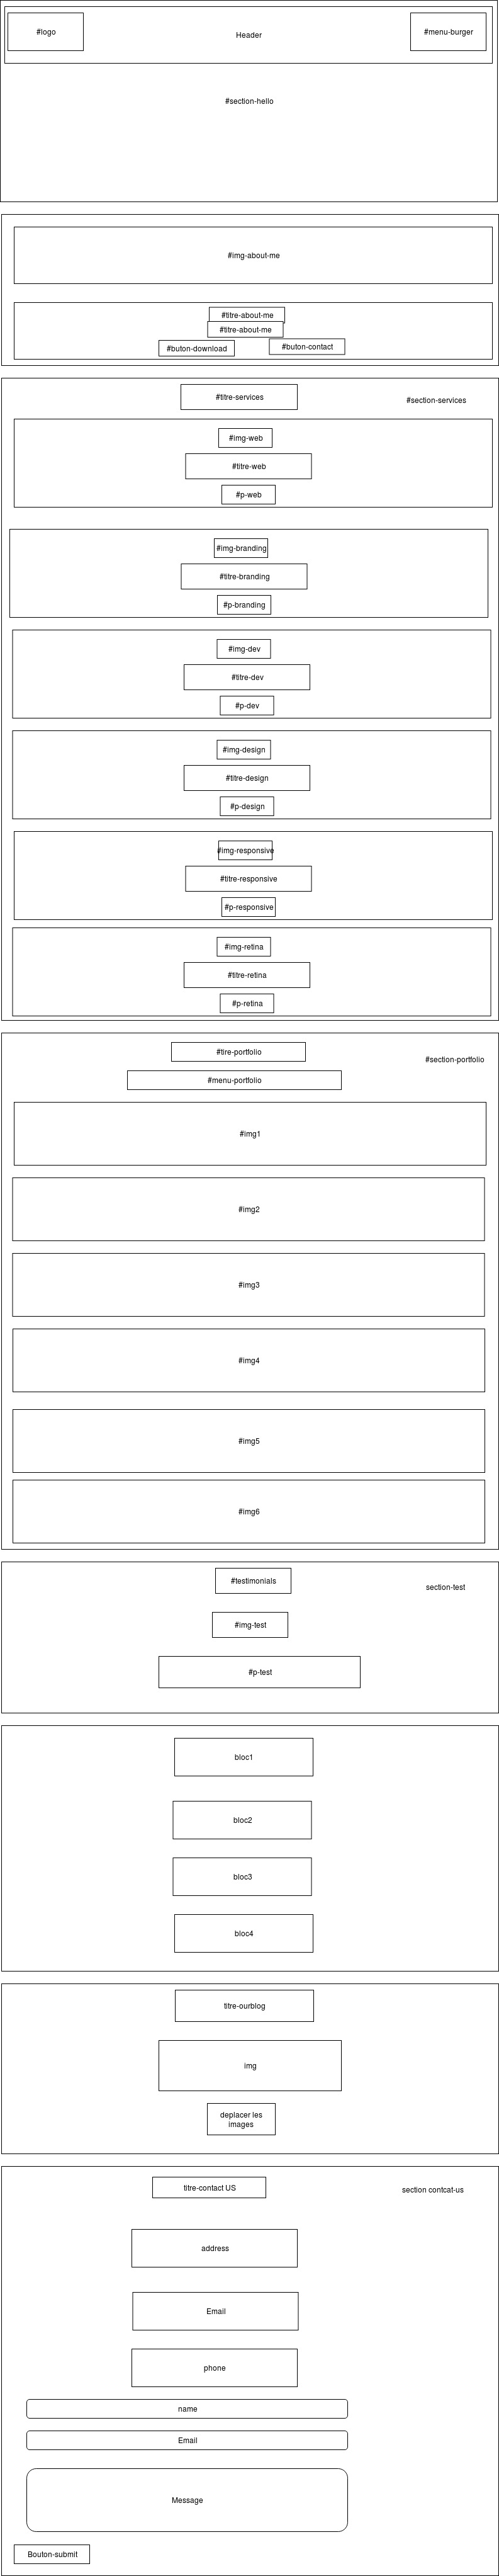 #logo
Header
#menu-burger
#section-hello
#img-about-me
#titre-about-me
#titre-about-me
#buton-download
#buton-contact
#titre-services
#section-services
#img-web
#titre-web
#p-web
#img-branding
#titre-branding
#p-branding
#img-dev
#titre-dev
#p-dev
#img-design
#titre-design
#p-design
#img-responsive
#titre-responsive
#p-responsive
#img-retina
#titre-retina
#p-retina
#tire-portfolio
#section-portfolio
#menu-portfolio
#img1
#img2
#img3
#img4
#img5
#img6
#testimonials
section-test
#img-test
#p-test
bloc1
bloc2
bloc3
bloc4
titre-ourblog
img
deplacer les
images
titre-contact US
section contcat-us
address
Email
phone
name
Email
Message
Bouton-submit